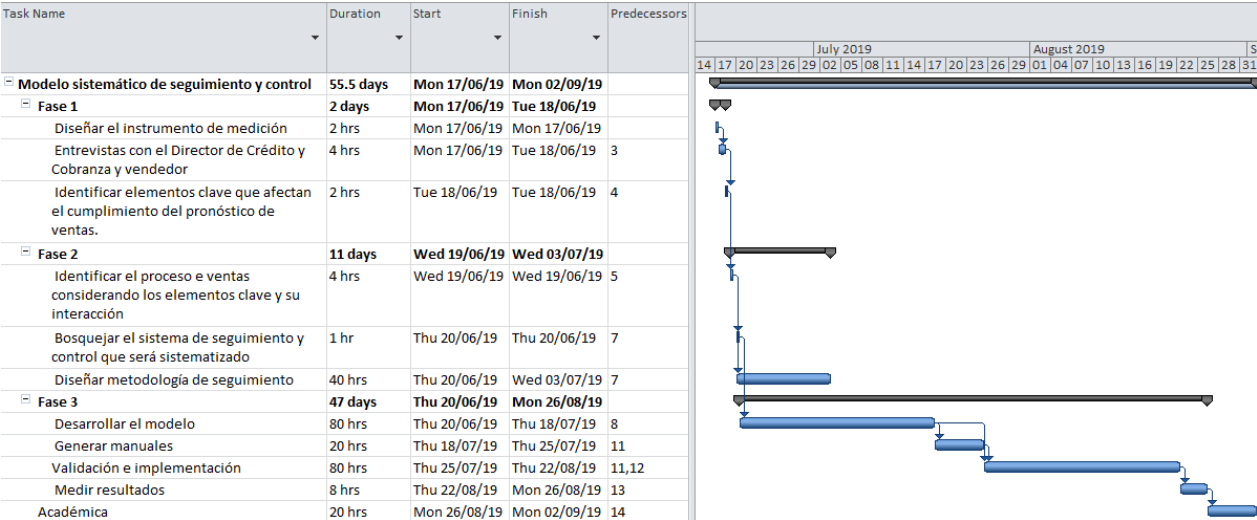 Task Name Duration Start Finish Predecessors
July 2019 August 2019 S
14 17 20 23 26 29 02 05 08 11 14 17 20 23 26 29 01 04 07 10 13 16 19 22 25 28 31
Modelo sistemático de seguimiento y control 55.5 days Mon 17/06/19 Mon 02/09/19
Fase 1 2 days Mon 17/06/19 Tue 18/06/19
Diseñar el instrumento de medición 2 hrs Mon 17/06/19 Mon 17/06/19
Entrevistas con el Director de Crédito y 4 hrs Mon 17/06/19 Tue 18/06/19 3
Cobranza y vendedor
Identificar elementos clave que afectan 2 hrs Tue 18/06/19 Tue 18/06/19 4
el cumplimiento del pronóstico de
ventas.
Fase 2 11 days Wed 19/06/19 Wed 03/07/19
Identificar el proceso e ventas 4 hrs Wed 19/06/19 Wed 19/06/19 5
considerando los elementos clave y su
interacción
Bosquejar el sistema de seguimiento y 1 hr Thu 20/06/19 Thu 20/06/19 7
control que será sistematizado
Diseñar metodología de seguimiento 40 hrs Thu 20/06/19 Wed 03/07/19 7
Fase 3 47 days Thu 20/06/19 Mon 26/08/19
Desarrollar el modelo 80 hrs Thu 20/06/19 Thu 18/07/19 8
Generar manuales 20 hrs Thu 18/07/19 Thu 25/07/19 11
Validación e implementación 80 hrs Thu 25/07/19 Thu 22/08/19 11,12
Medir resultados 8 hrs Thu 22/08/19 Mon 26/08/19 13
Académica 20 hrs Mon 26/08/19 Mon 02/09/19 14